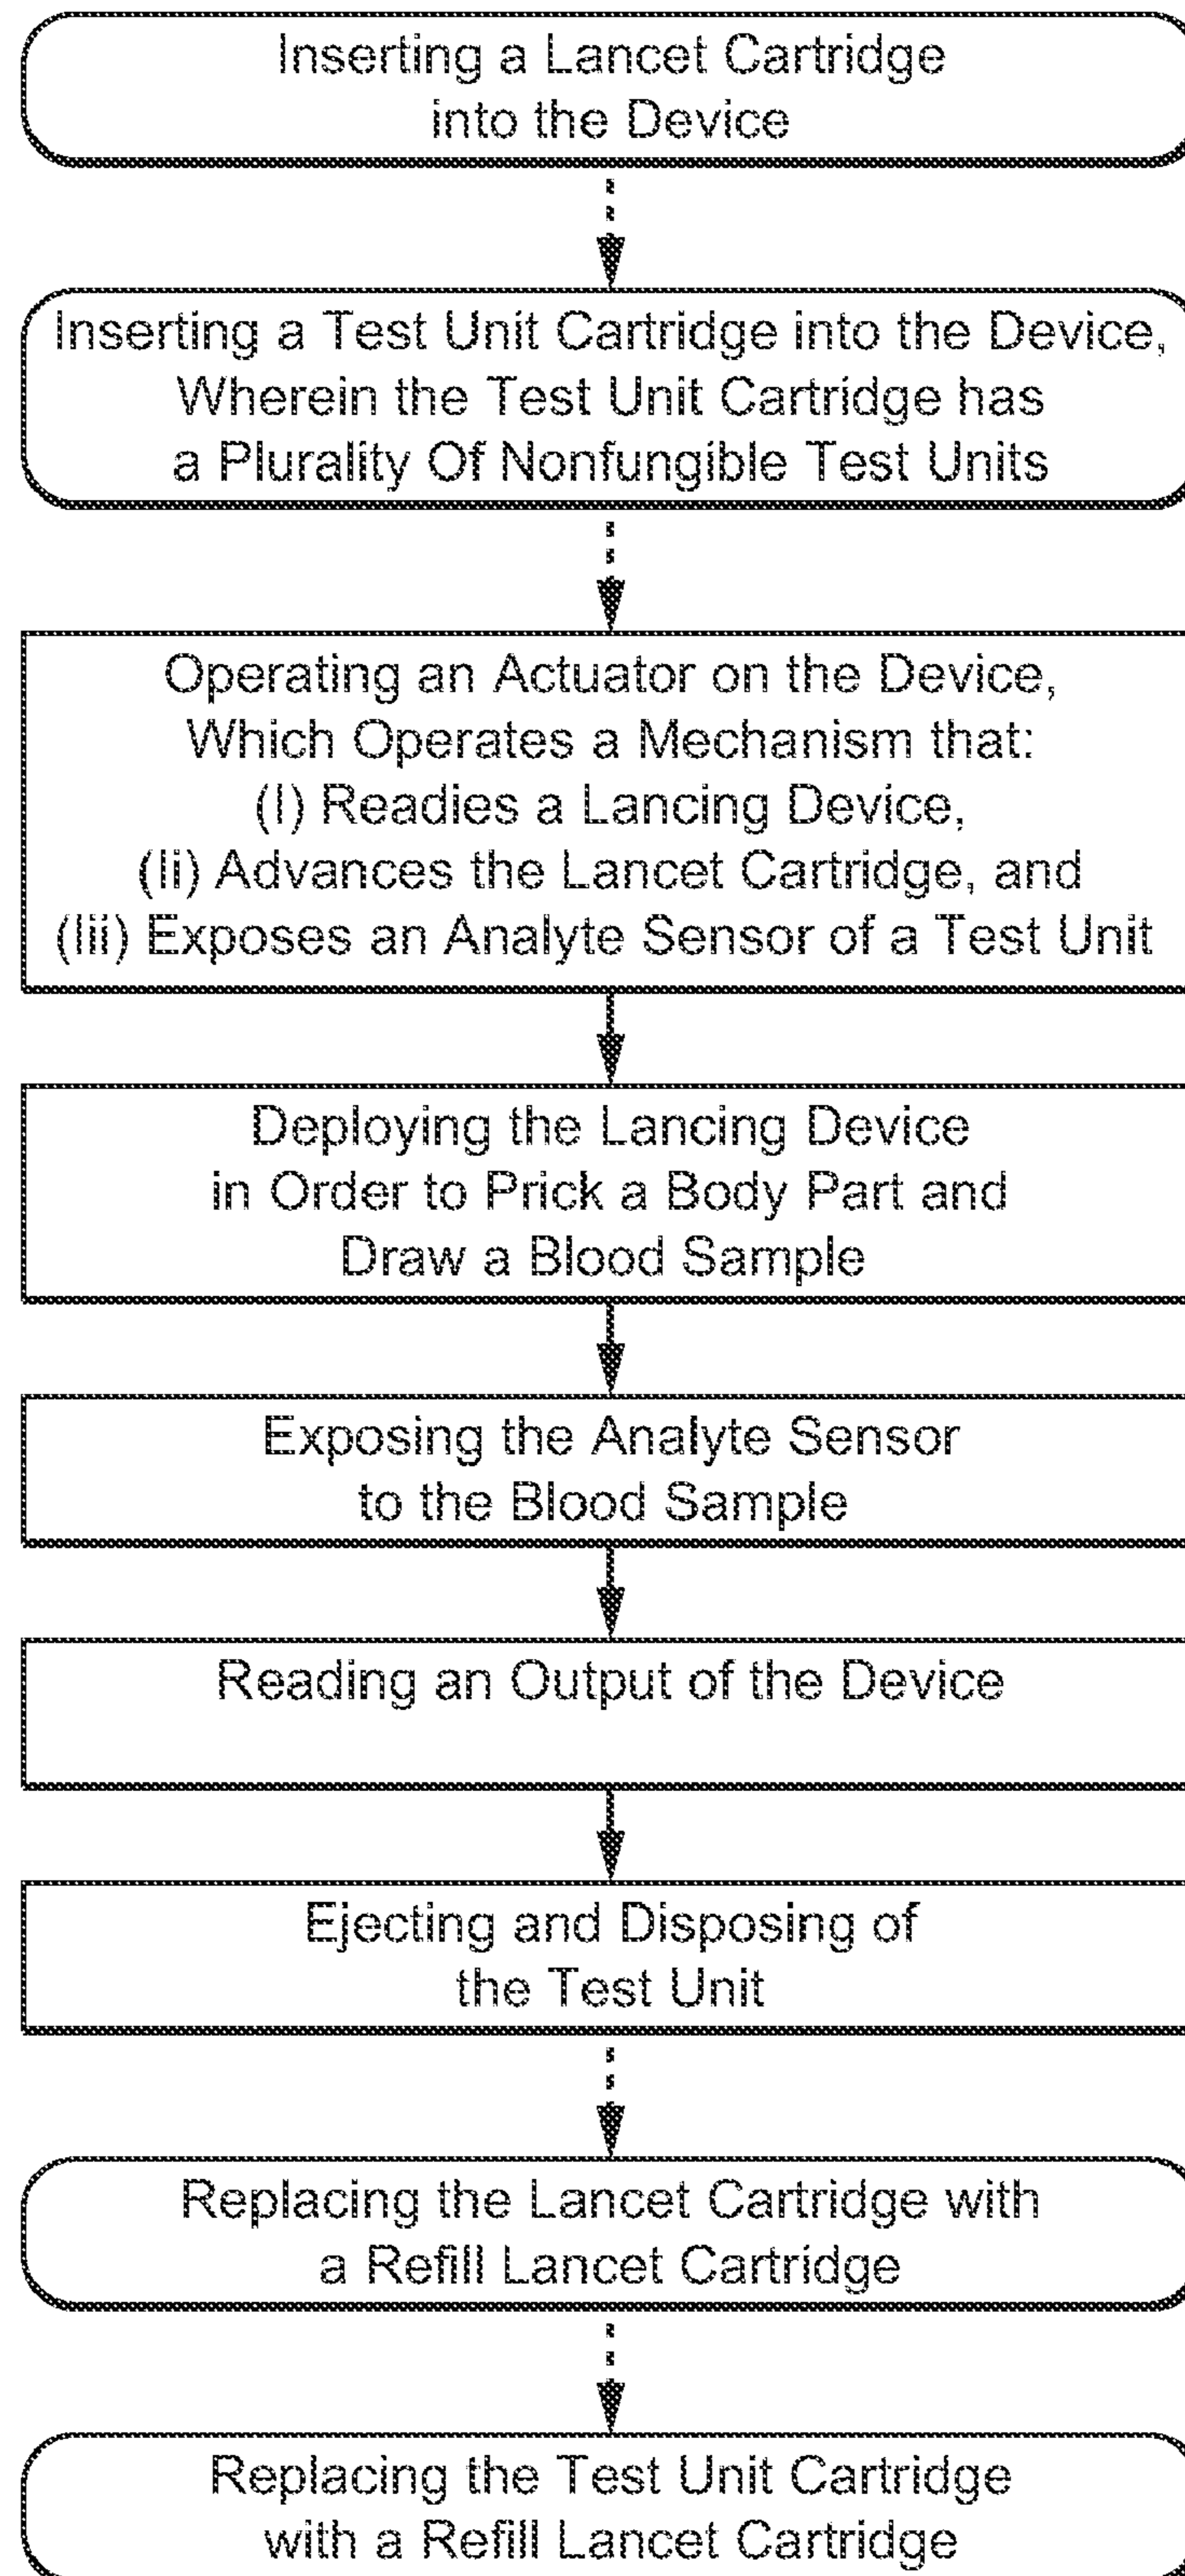 Inserting a Lancet Cartridge
into the Device
Inserting a Test Unit Cartridge into the Device,
Wherein the Test Unit Cartridge has
a Plurality Of Nonfungible Test Units
Operating an Actuator on the Device,
Which Operates a Mechanism that:
(I) Readies a Lancing Device,
(Ii) Advances the Lancet Cartridge, and
(Iii) Exposes an Analyte Sensor of a Test Unit
Deploying the Lancing Device
in Order to Prick a Body Part and
Draw a Blood Sample
Exposing the Analyte Sensor
to the Blood Sample
Reading an Output of the Device
Ejecting and Disposing of
the Test Unit
Replacing the Lancet Cartridge with
a Refill Lancet Cartridge
Replacing the Test Unit Cartridge
with a Refill Lancet Cartridge